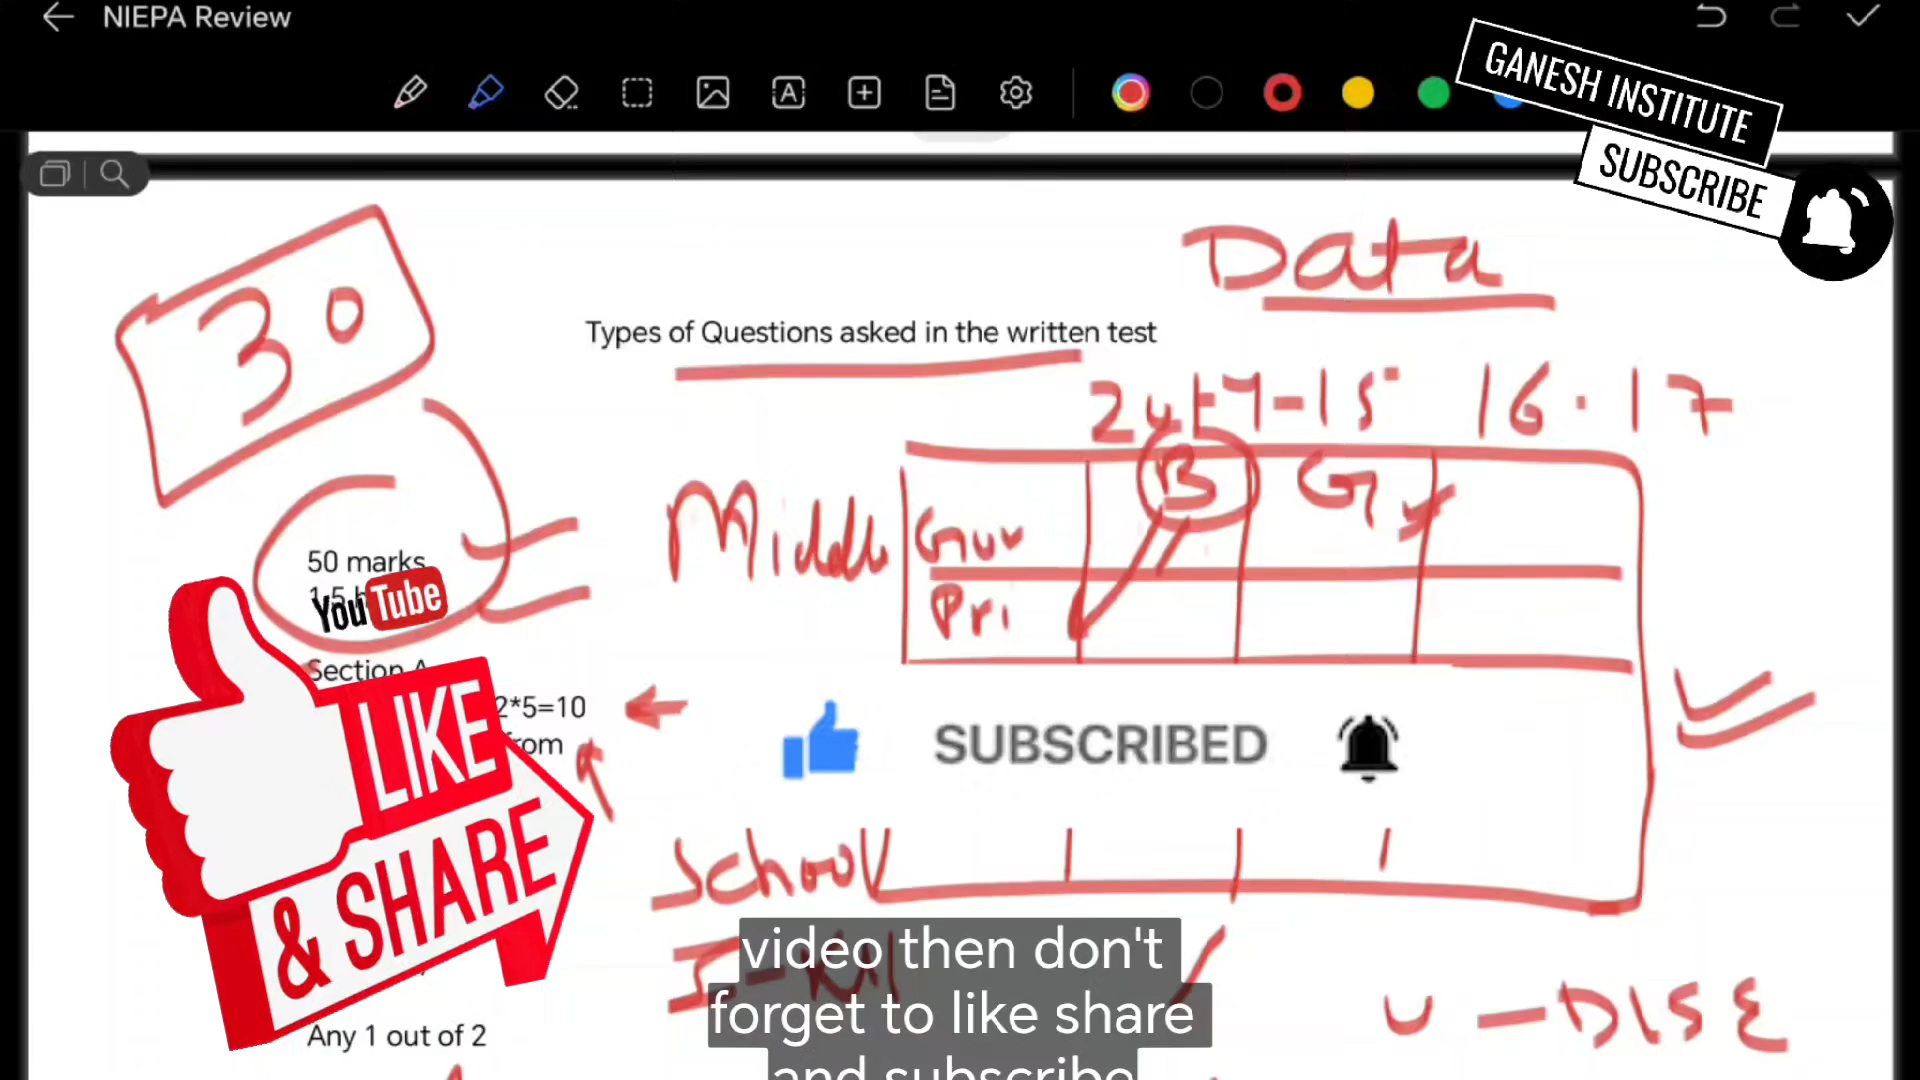 NIEPA Review
GANESH INSTITUTE
SUBSCRIBE
Data
30
Types of Questions asked in the written test
16-17
B G
Middle Gov
Pri
50 marks
YouTube
Section A
2*5=10
from
LIKE
& SHARE
SUBSCRIBED
School
video then don't
forget to like share
and subscribe
U-DISE
Any 1 out of 2